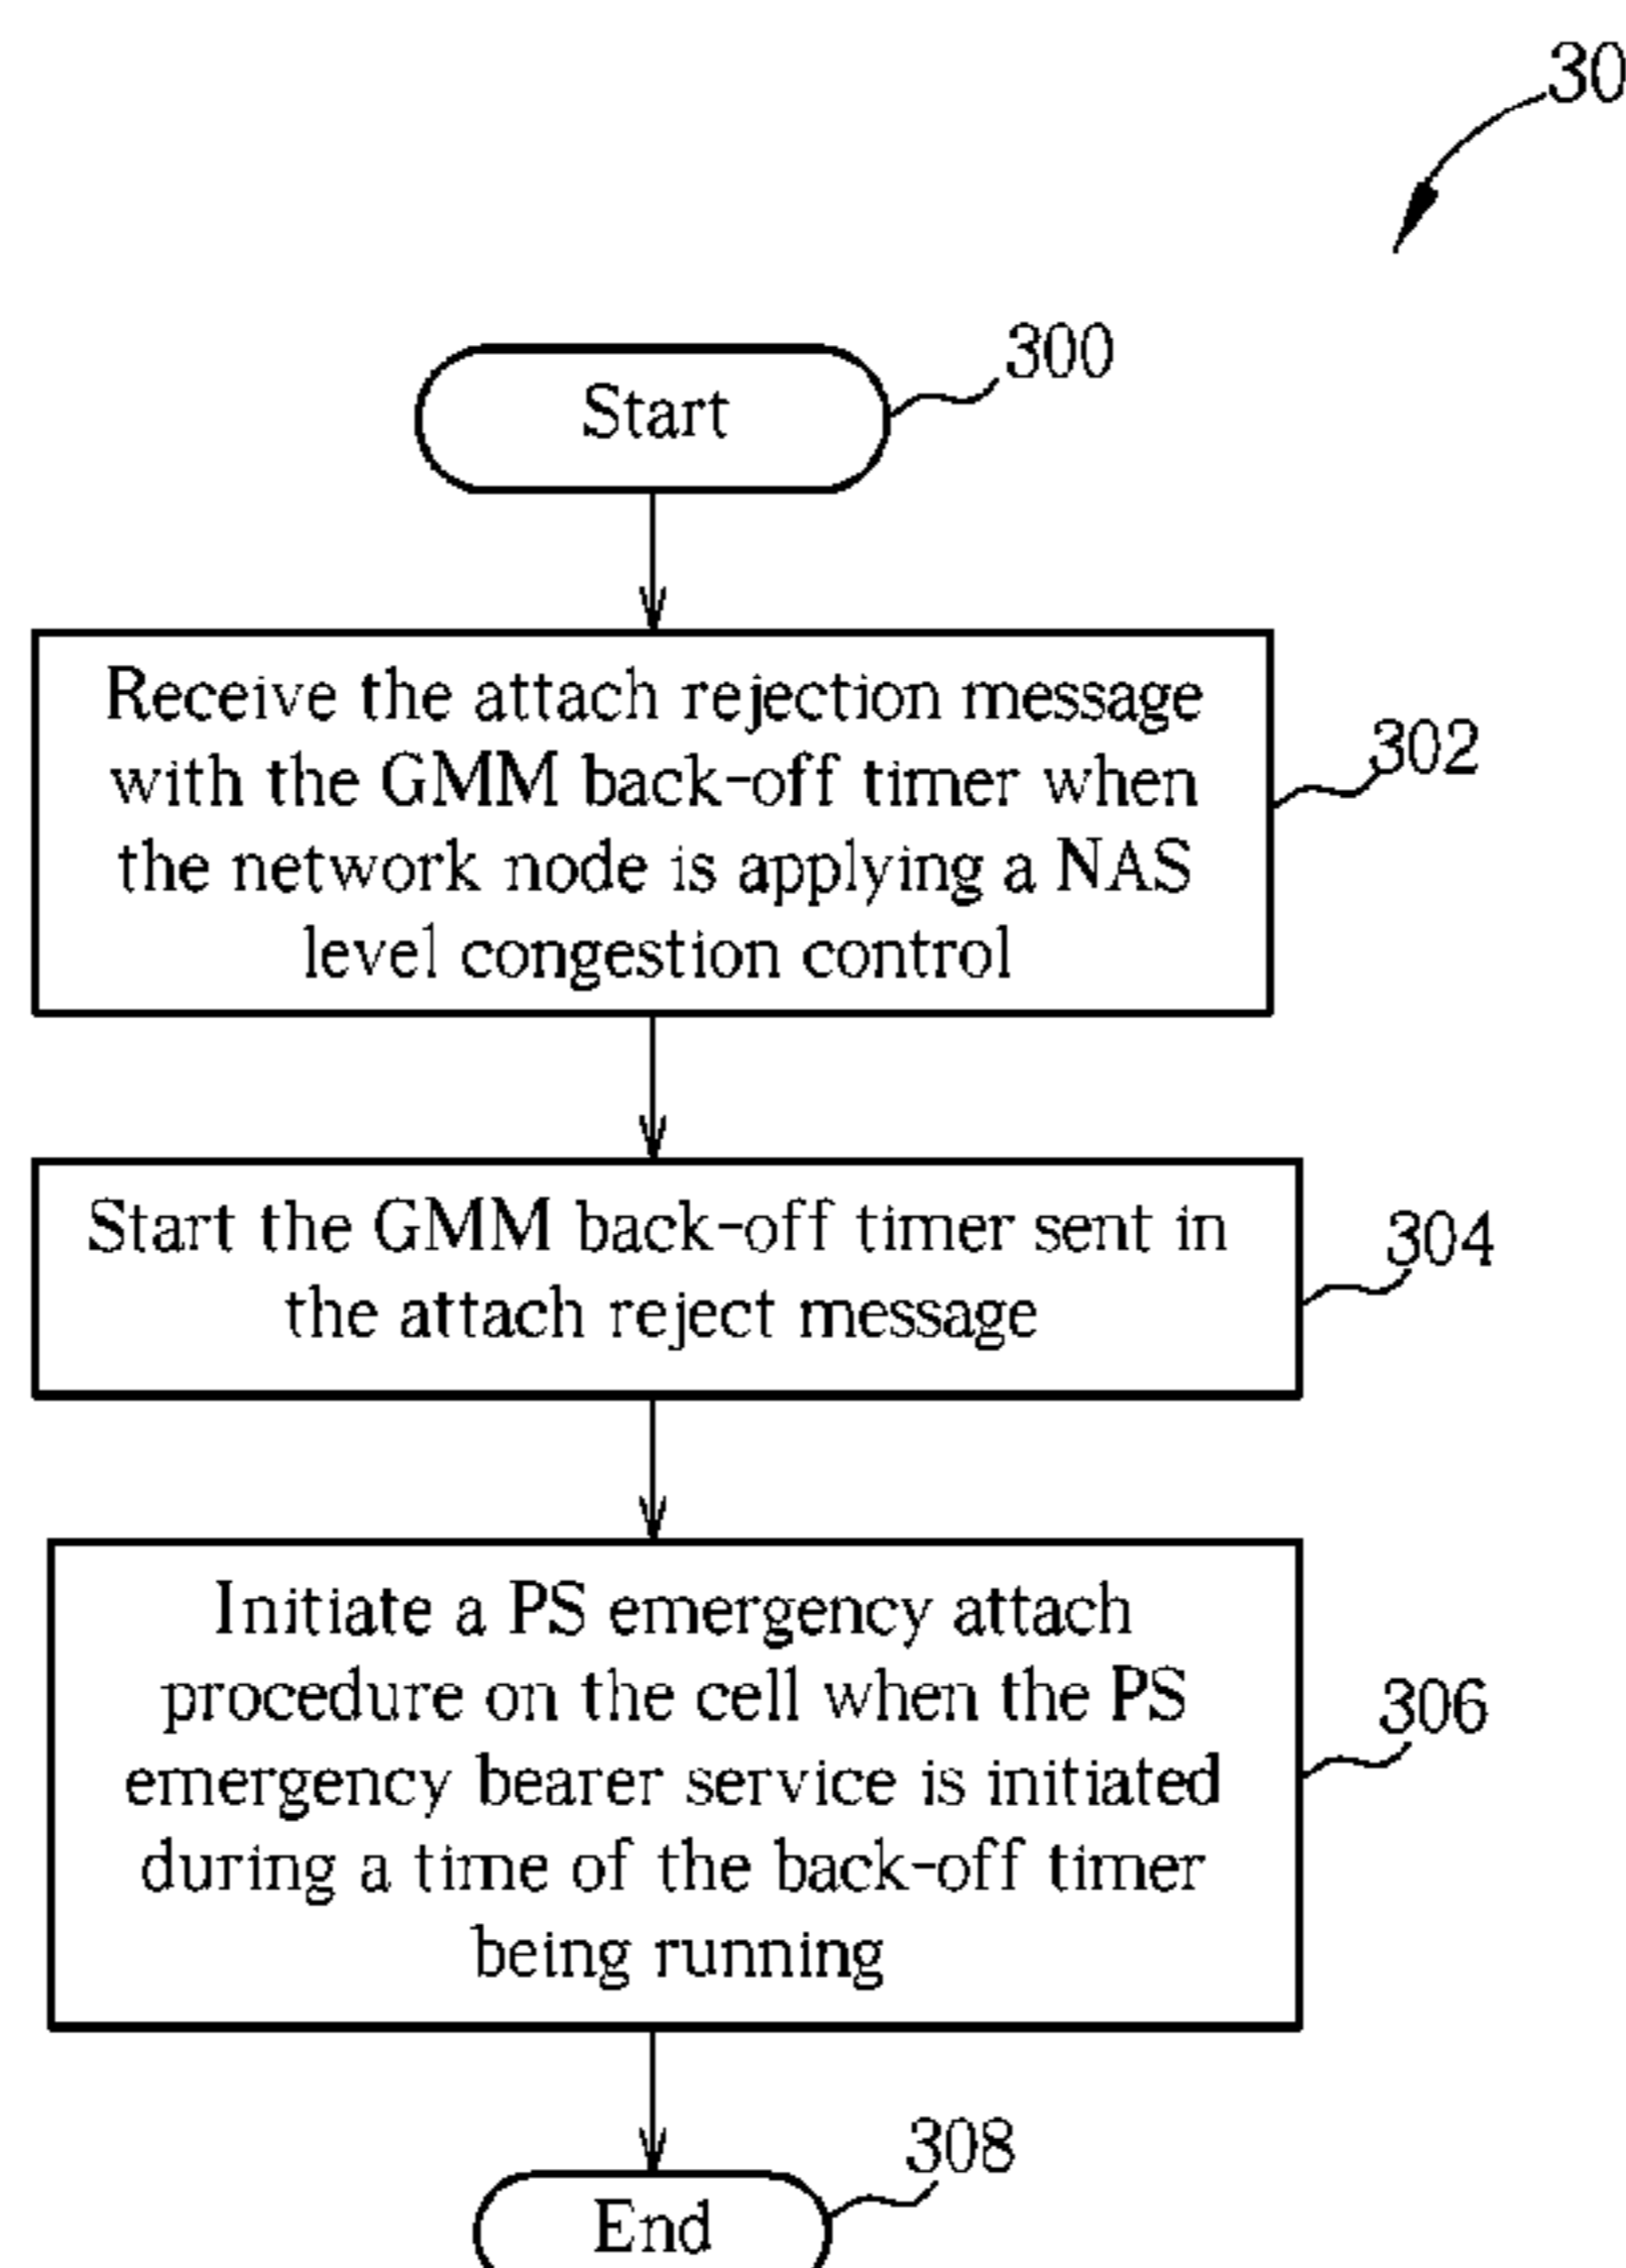 30
Start
300
Receive the attach rejection message
with the GMM back-off timer when
the network node is applying a NAS
level congestion control
302
Start the GMM back-off timer sent in
the attach reject message
304
Initiate a PS emergency attach
procedure on the cell when the PS
emergency bearer service is initiated
during a time of the back-off timer
being running
306
End
308